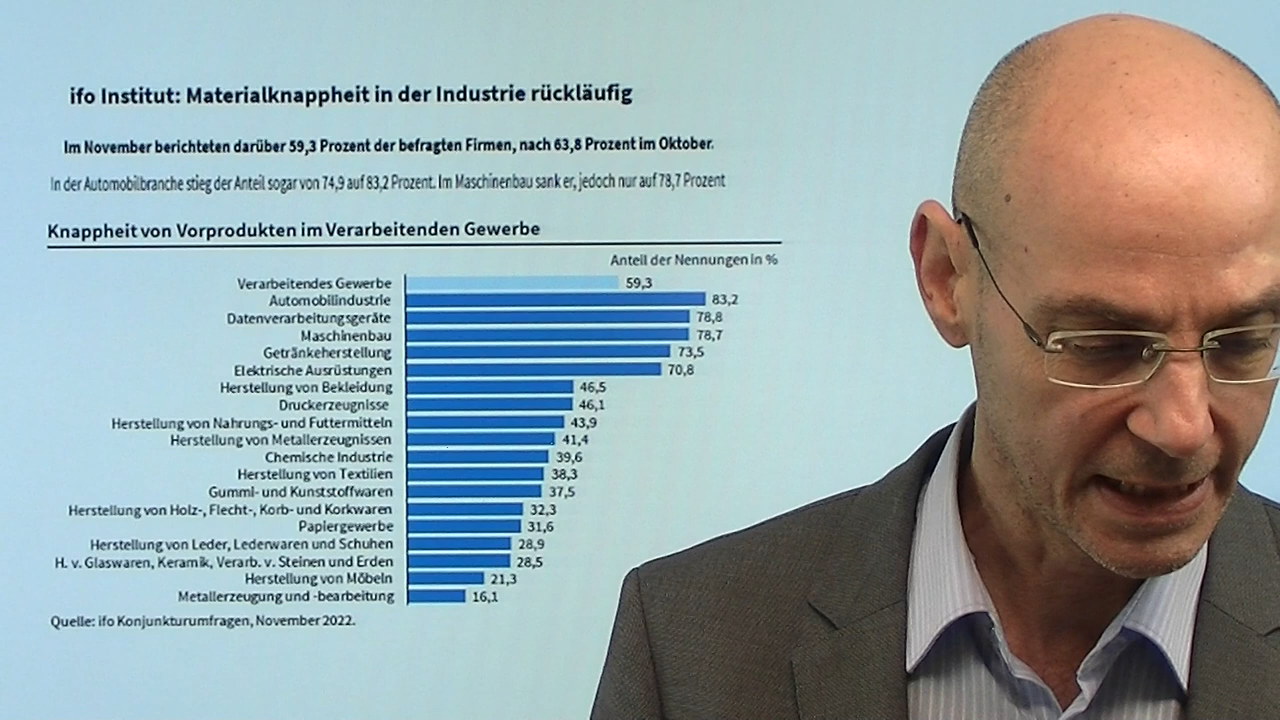 ifo Institut: Materialknappheit in der Industrie rückläufig
Im November berichteten darüber 59,3 Prozent der befragten Firmen, nach 63,8 Prozent im Oktober.
In der Automobilbranche stieg der Anteil sogar von 74,9 auf 83,2 Prozent. Im Maschinenbau sank er, jedoch nur auf 78,7 Prozent
Knappheit von Vorprodukten im Verarbeitenden Gewerbe
Anteil der Nennungen in %
Verarbeitendes Gewerbe 59,3
Automobilindustrie 83,2
Datenverarbeitungsgeräte 78,8
Maschinenbau 78,7
Getränkeherstellung 73,5
Elektrische Ausrüstungen 70,8
Herstellung von Bekleidung 46,5
Druckerzeugnisse 46,1
Herstellung von Nahrungs- und Futtermitteln 43,9
Herstellung von Metallerzeugnissen 41,4
Chemische Industrie 39,6
Herstellung von Textilien 38,3
Gummi- und Kunststoffwaren 37,5
Herstellung von Holz-, Flecht-, Korb- und Korkwaren 32,3
Papiergewerbe 31,6
Herstellung von Leder, Lederwaren und Schuhen 28,9
H. v. Glaswaren, Keramik, Verarb. v. Steinen und Erden 28,5
Herstellung von Möbeln 21,3
Metallerzeugung und -bearbeitung 16,1
Quelle: ifo Konjunkturumfragen, November 2022.